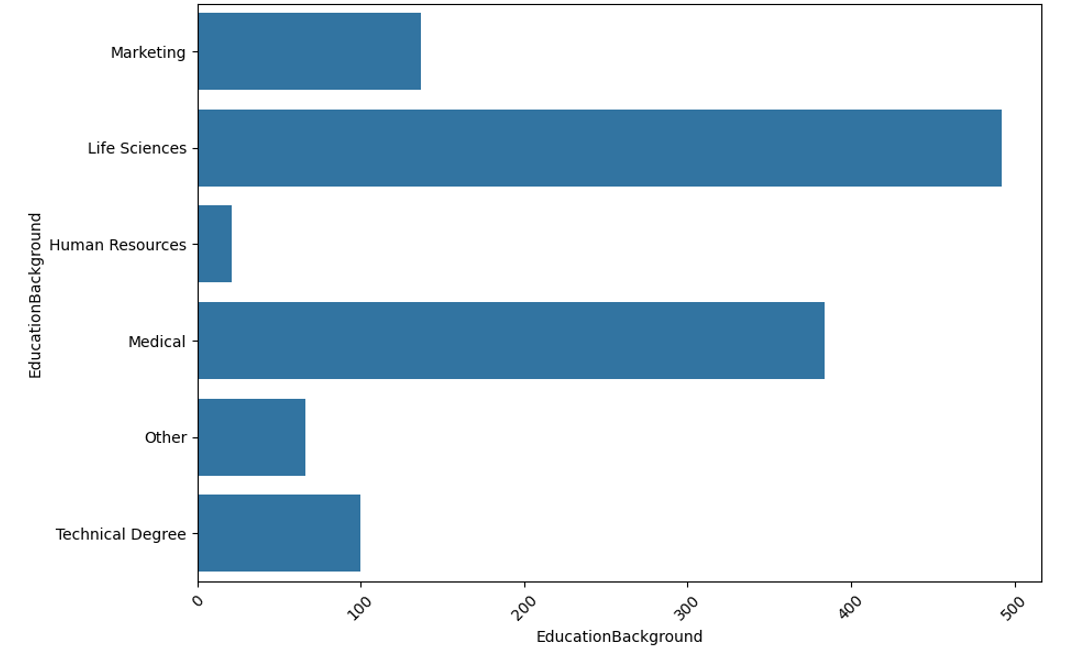 Marketing
Life Sciences
Human Resources
Medical
Other
Technical Degree
EducationBackground
0 100 200 300 400 500
EducationBackground